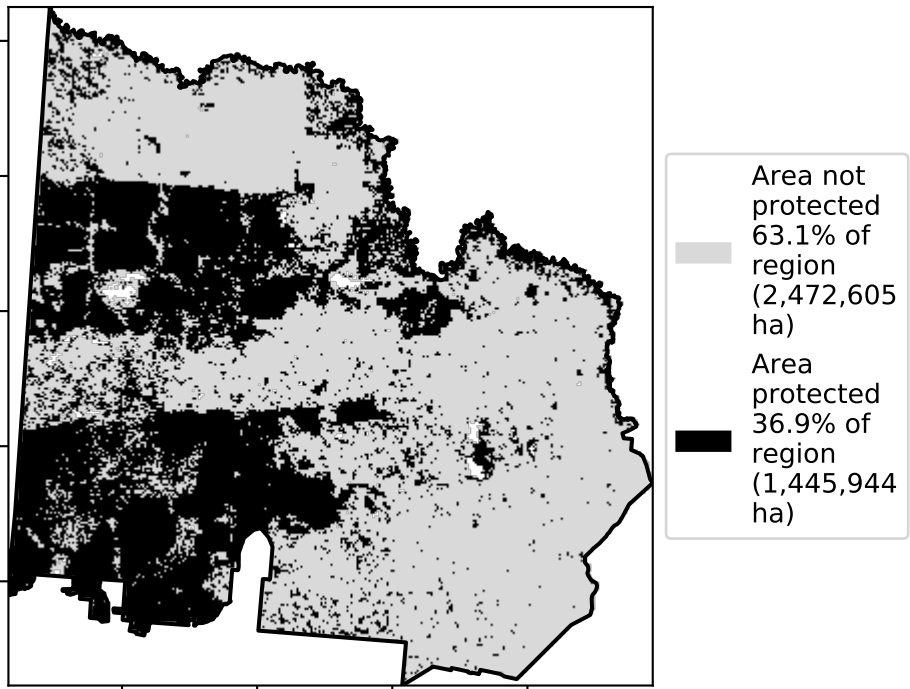 Area not
protected
63.1% of
region
(2,472,605
ha)
Area
protected
36.9% of
region
(1,445,944
ha)